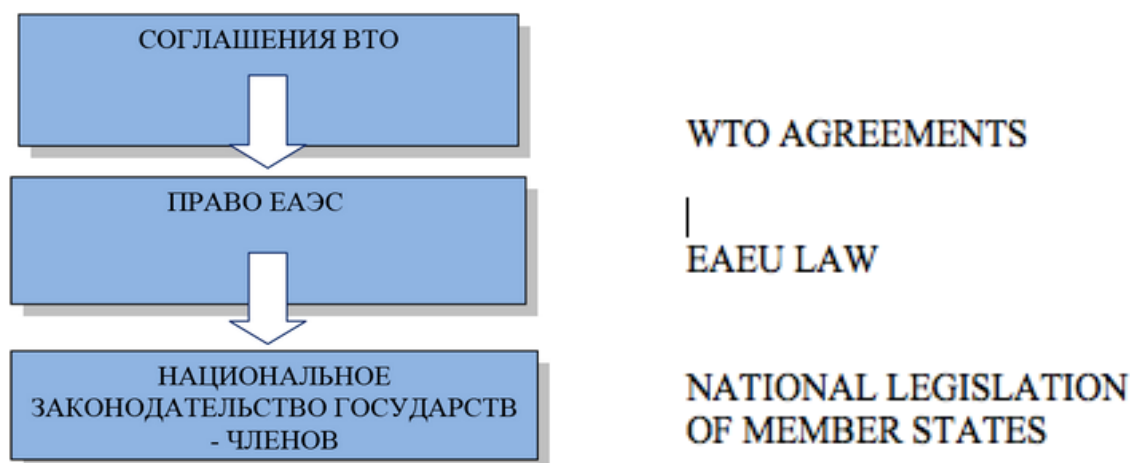 СОГЛАШЕНИЯ ВТО
WTO AGREEMENTS
ПРАВО ЕАЭС
EAEU LAW
НАЦИОНАЛЬНОЕ
ЗАКОНОДАТЕЛЬСТВО ГОСУДАРСТВ
- ЧЛЕНОВ
NATIONAL LEGISLATION
OF MEMBER STATES